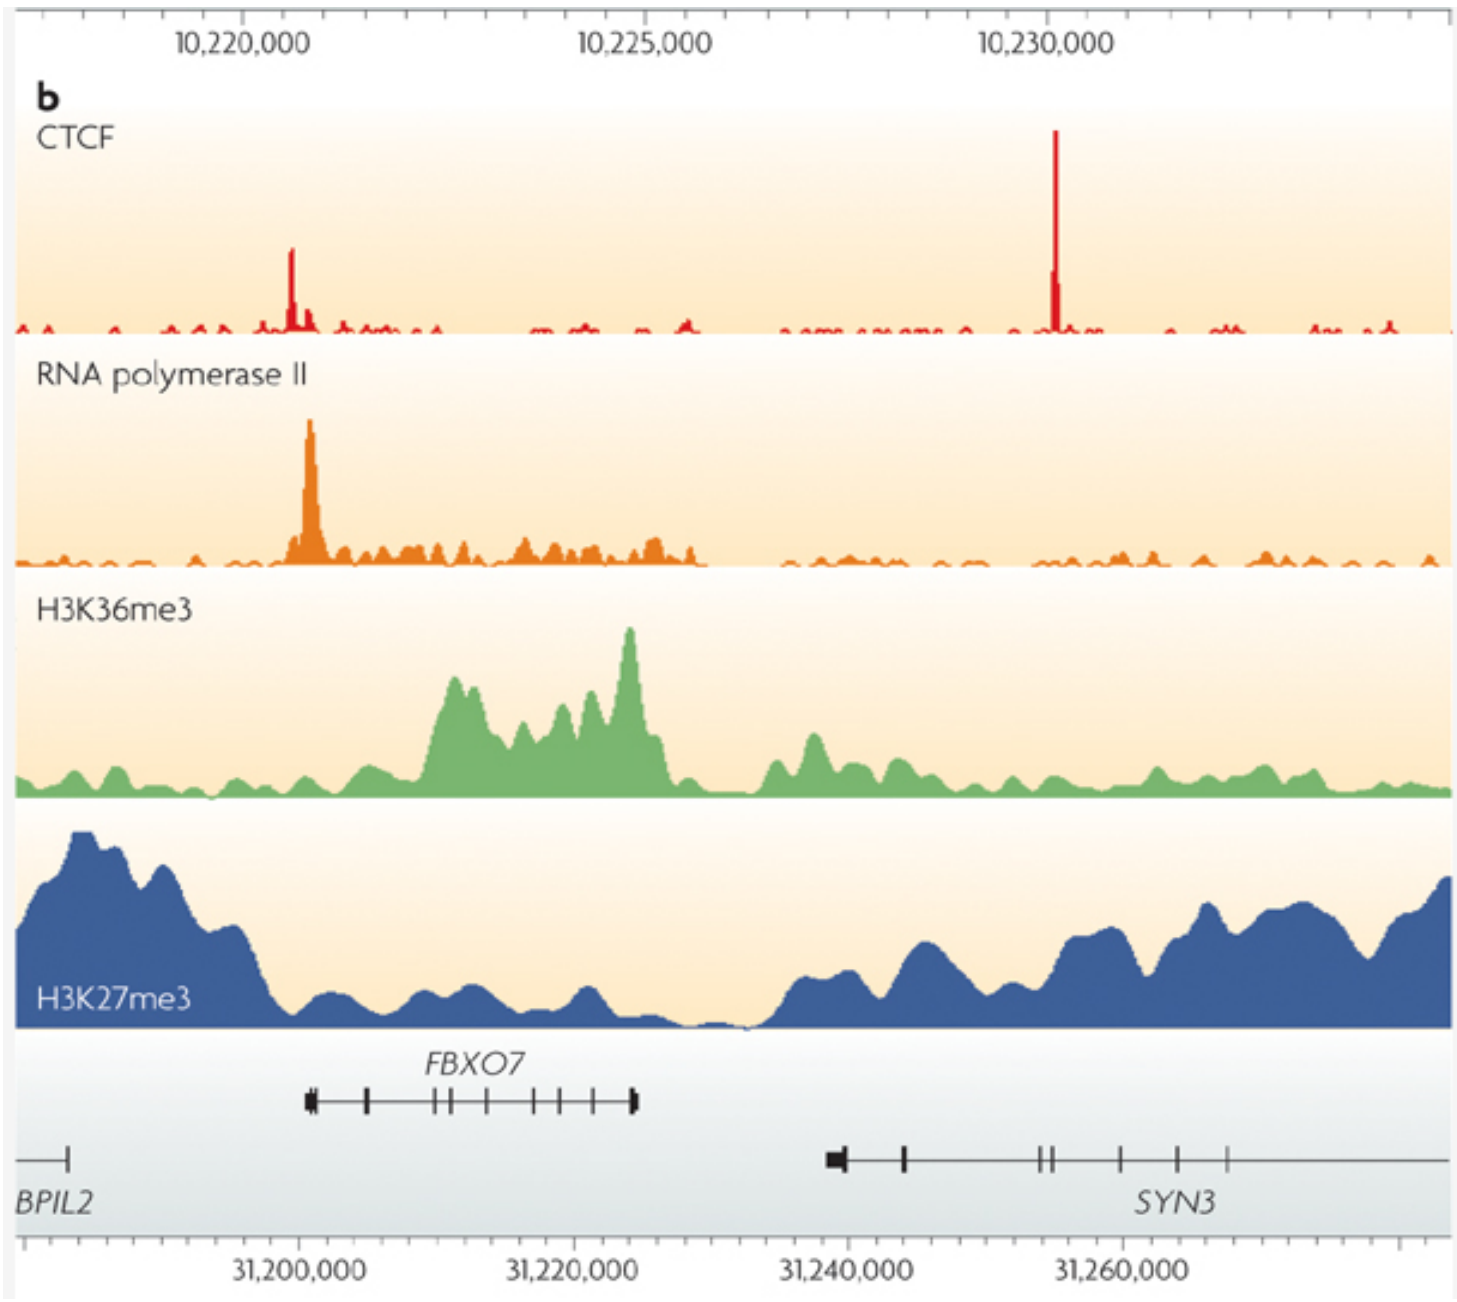 10,220,000 10,225,000 10,230,000
b
CTCF
RNA polymerase II
H3K36me3
H3K27me3
FBXO7
BPIL2 SYN3
31,200,000 31,220,000 31,240,000 31,260,000